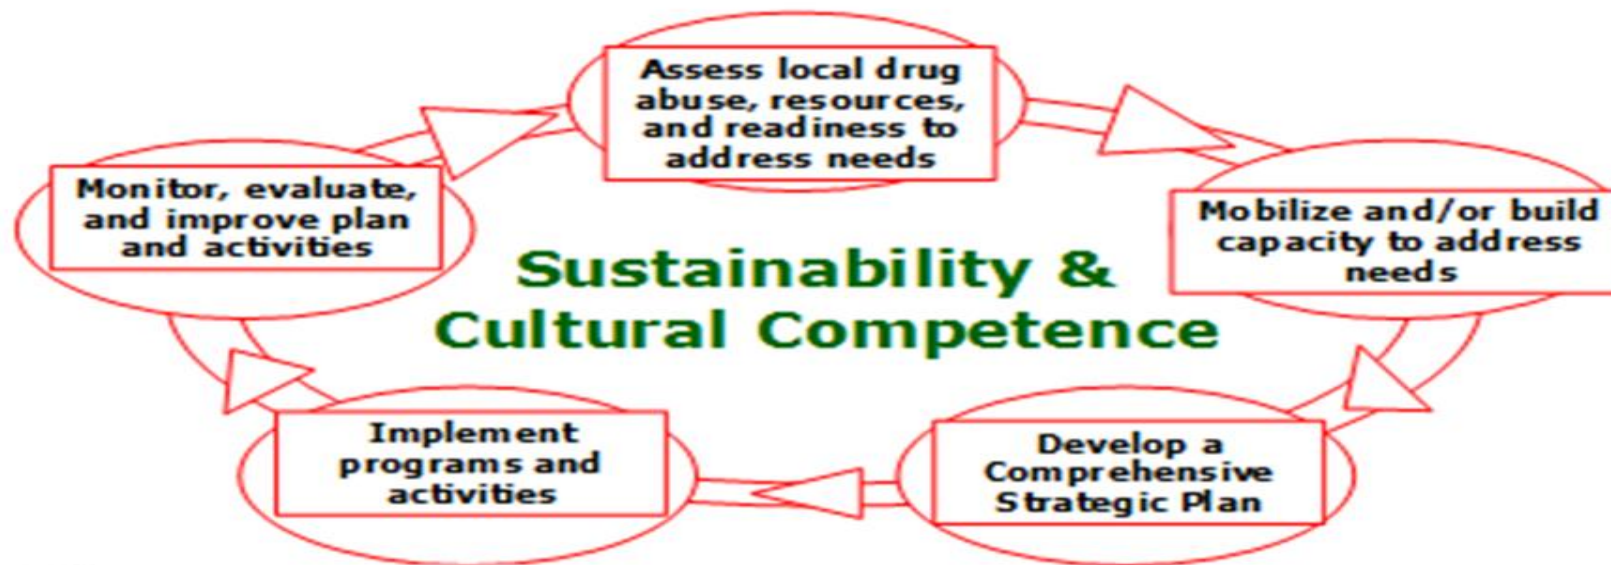 Assess local drug
abuse, resources,
and readiness to
address needs
Mobilize and/or build
capacity to address
needs
Develop a
Comprehensive
Strategic Plan
Implement
programs and
activities
Monitor, evaluate,
and improve plan
and activities
Sustainability &
Cultural Competence